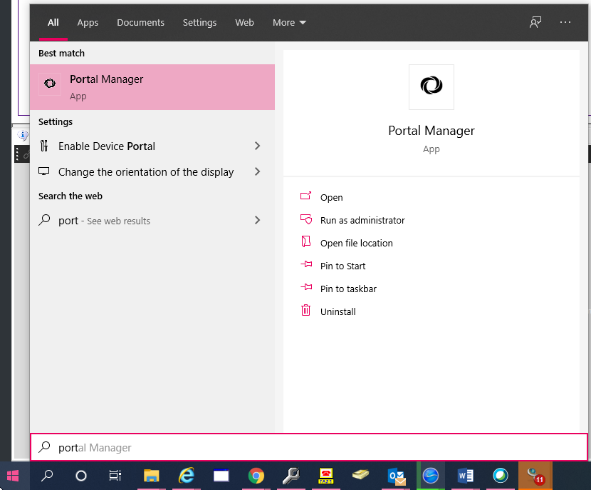 All Apps Documents Settings Web More
Best match
Portal Manager
App
Settings
Enable Device Portal
Change the orientation of the display
Search the web
port - See web results
Portal Manager
App
Open
Run as administrator
Open file location
Pin to Start
Pin to taskbar
Uninstall
portal Manager
11